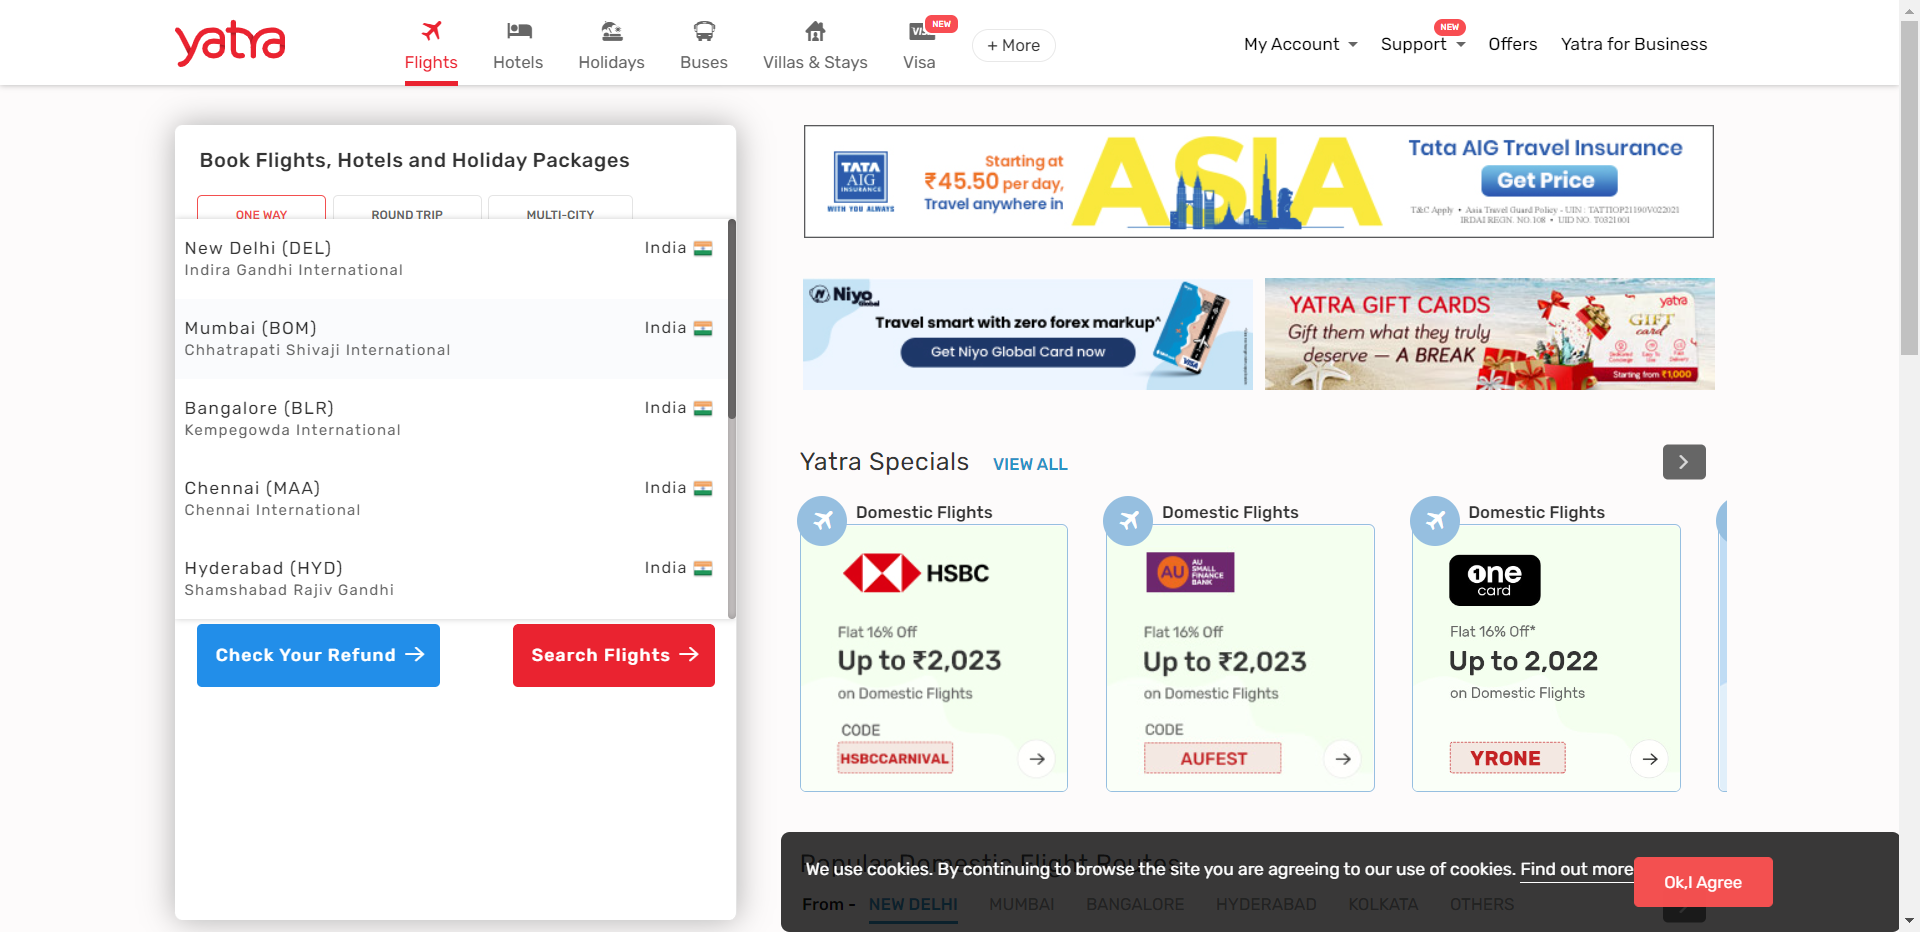 yatra
Flights
Hotels
Holidays
Buses
Villas & Stays
VISA
NEW
Visa
+ More
My Account
NEW
Support
Offers
Yatra for Business
Book Flights, Hotels and Holiday Packages
ONE WAY
ROUND TRIP
MULTI-CITY
New Delhi (DEL)
India
Indira Gandhi International
Mumbai (BOM)
India
Chhatrapati Shivaji International
Bangalore (BLR)
India
Kempegowda International
Chennai (MAA)
India
Chennai International
Hyderabad (HYD)
India
Shamshabad Rajiv Gandhi
Check Your Refund
Search Flights
TATA
AIG
INSURANCE
WITH YOU ALWAYS
Starting at
₹45.50 per day,
Travel anywhere in
ASIA
Tata AIG Travel Insurance
Get Price
T&C Apply • Asia Travel Guard Policy - UIN : TATTIOP21190V022021
IRDAI REGN. NO. 108 • UID NO. T0321001
Niyo
Global
Travel smart with zero forex markup^
Get Niyo Global Card now
VISA
YATRA GIFT CARDS
Gift them what they truly
deserve — A BREAK
yatra
GIFT
card
Dedicated
Concierge
Easy To
Use
Fast
Delivery
Starting from ₹1,000
Yatra Specials
VIEW ALL
Domestic Flights
HSBC
Flat 16% Off
Up to ₹2,023
on Domestic Flights
CODE
HSBCCARNIVAL
Domestic Flights
AU
AU
SMALL
FINANCE
BANK
Flat 16% Off
Up to ₹2,023
on Domestic Flights
CODE
AUFEST
Domestic Flights
one
card
Flat 16% Off*
Up to 2,022
on Domestic Flights
YRONE
Popular Domestic Flight Routes
We use cookies. By continuing to browse the site you are agreeing to our use of cookies. Find out more
Ok,I Agree
From -
NEW DELHI
MUMBAI
BANGALORE
HYDERABAD
KOLKATA
OTHERS